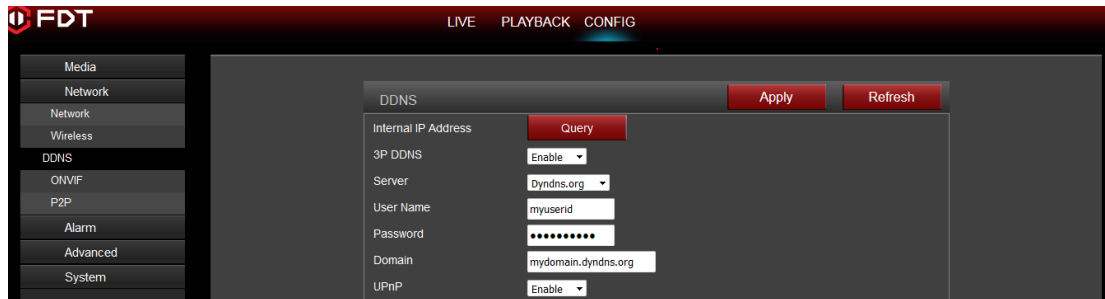 FDT
LIVE PLAYBACK CONFIG
Media
Network
Network
Wireless
DDNS
ONVIF
P2P
Alarm
Advanced
System
DDNS Apply Refresh
Internal IP Address Query
3P DDNS Enable
Server Dyndns.org
User Name myuserid
Password ••••••••••
Domain mydomain.dyndns.org
UPnP Enable